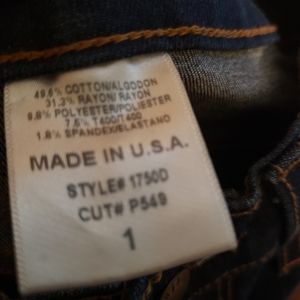 49.6% COTTON/ALGODON
31.3% RAYON/RAYON
9.8% POLYESTER/POLIESTER
7.5% T400/T400
1.8% SPANDEX/ELASTANO
MADE IN U.S.A.
STYLE# 1750D
CUT# P549
1